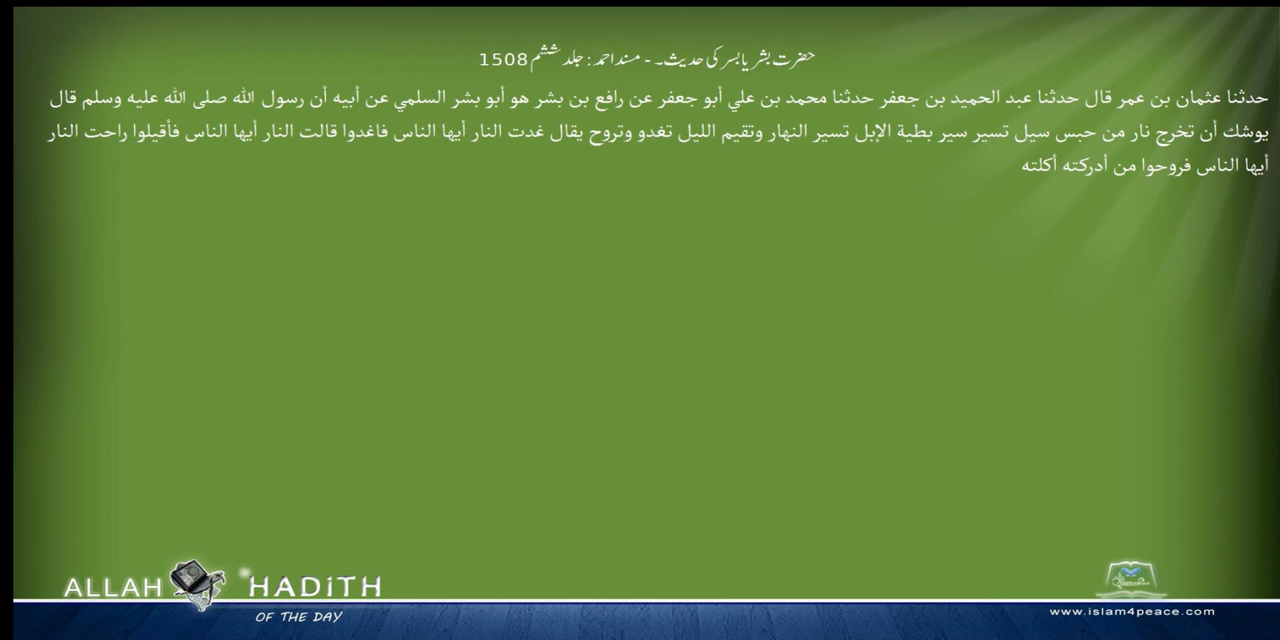 حضرت بشر یا بسر کی حدیث۔ - مسند احمد : جلد ششم 1508
حدثنا عثمان بن عمر قال حدثنا عبد الحميد بن جعفر حدثنا محمد بن علي أبو جعفر عن رافع بن بشر هو أبو بشر السلمي عن أبيه أن رسول الله صلى الله عليه وسلم قال
يوشك أن تخرج نار من حبس سيل تسير سير بطية الإبل تسير النهار وتقيم الليل تغدو وتروح يقال غدت النار أيها الناس فاغدوا قالت النار أيها الناس فأقيلوا راحت النار
أيها الناس فروحوا من أدركته أكلته
ALLAH HADITH
OF THE DAY
www.islam4peace.com